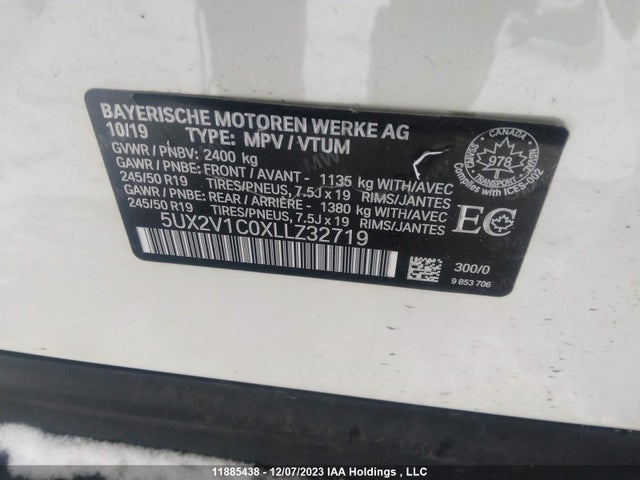 BAYERISCHE MOTOREN WERKE AG
10/19 TYPE: MPV / VTUM
GVWR / PNBV: 2400 kg
GAWR / PNBE: FRONT / AVANT - 1135 kg WITH/AVEC
245/50 R19 TIRES/PNEUS, 7.5J x 19 RIMS/JANTES
GAWR / PNBE: REAR / ARRIÈRE - 1380 kg WITH/AVEC
245/50 R19 TIRES/PNEUS, 7.5J x 19 RIMS/JANTES
5UX2V1C0XLLZ32719
CANADA
978
TRANSPORT
CMVSS
NSVAC
COMPLIES WITH ICES-002
EC
300/0
9 853 706
11885438 - 12/07/2023 IAA Holdings , LLC